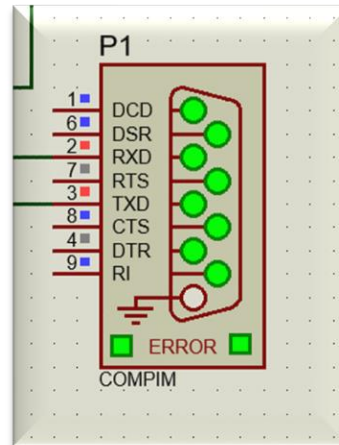 P1
1 DCD
6 DSR
2 RXD
7 RTS
3 TXD
8 CTS
4 DTR
9 RI
ERROR
COMPIM